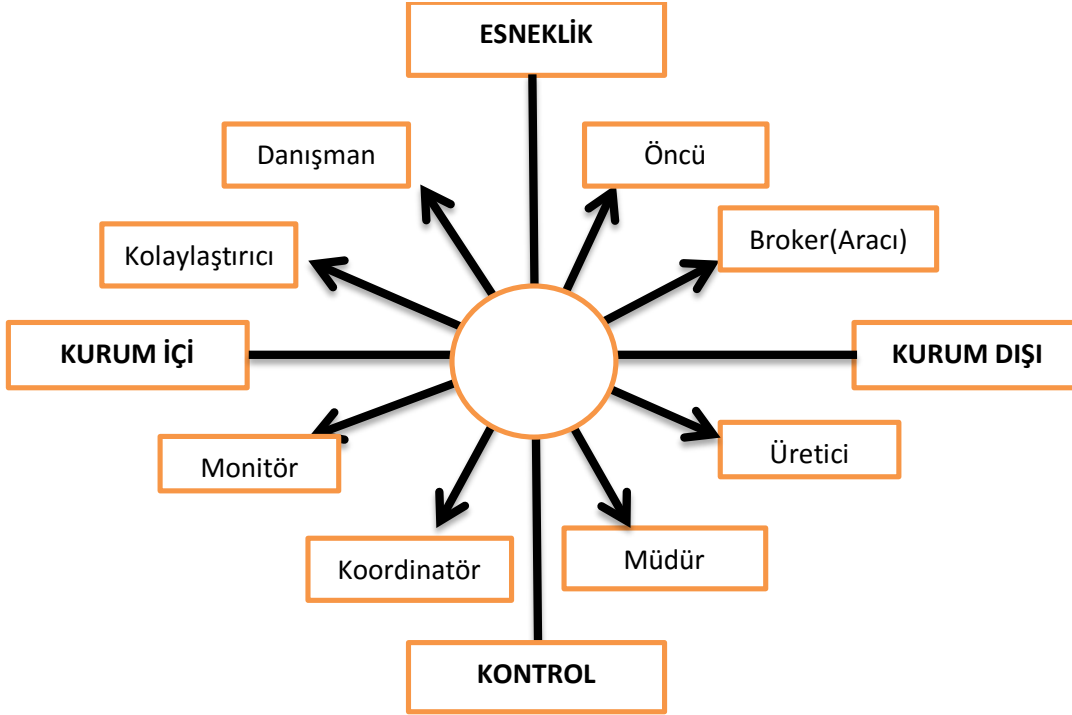 ESNEKLİK
Danışman
Öncü
Kolaylaştırıcı
Broker(Aracı)
KURUM İÇİ
KURUM DIŞI
Monitör
Üretici
Koordinatör
Müdür
KONTROL